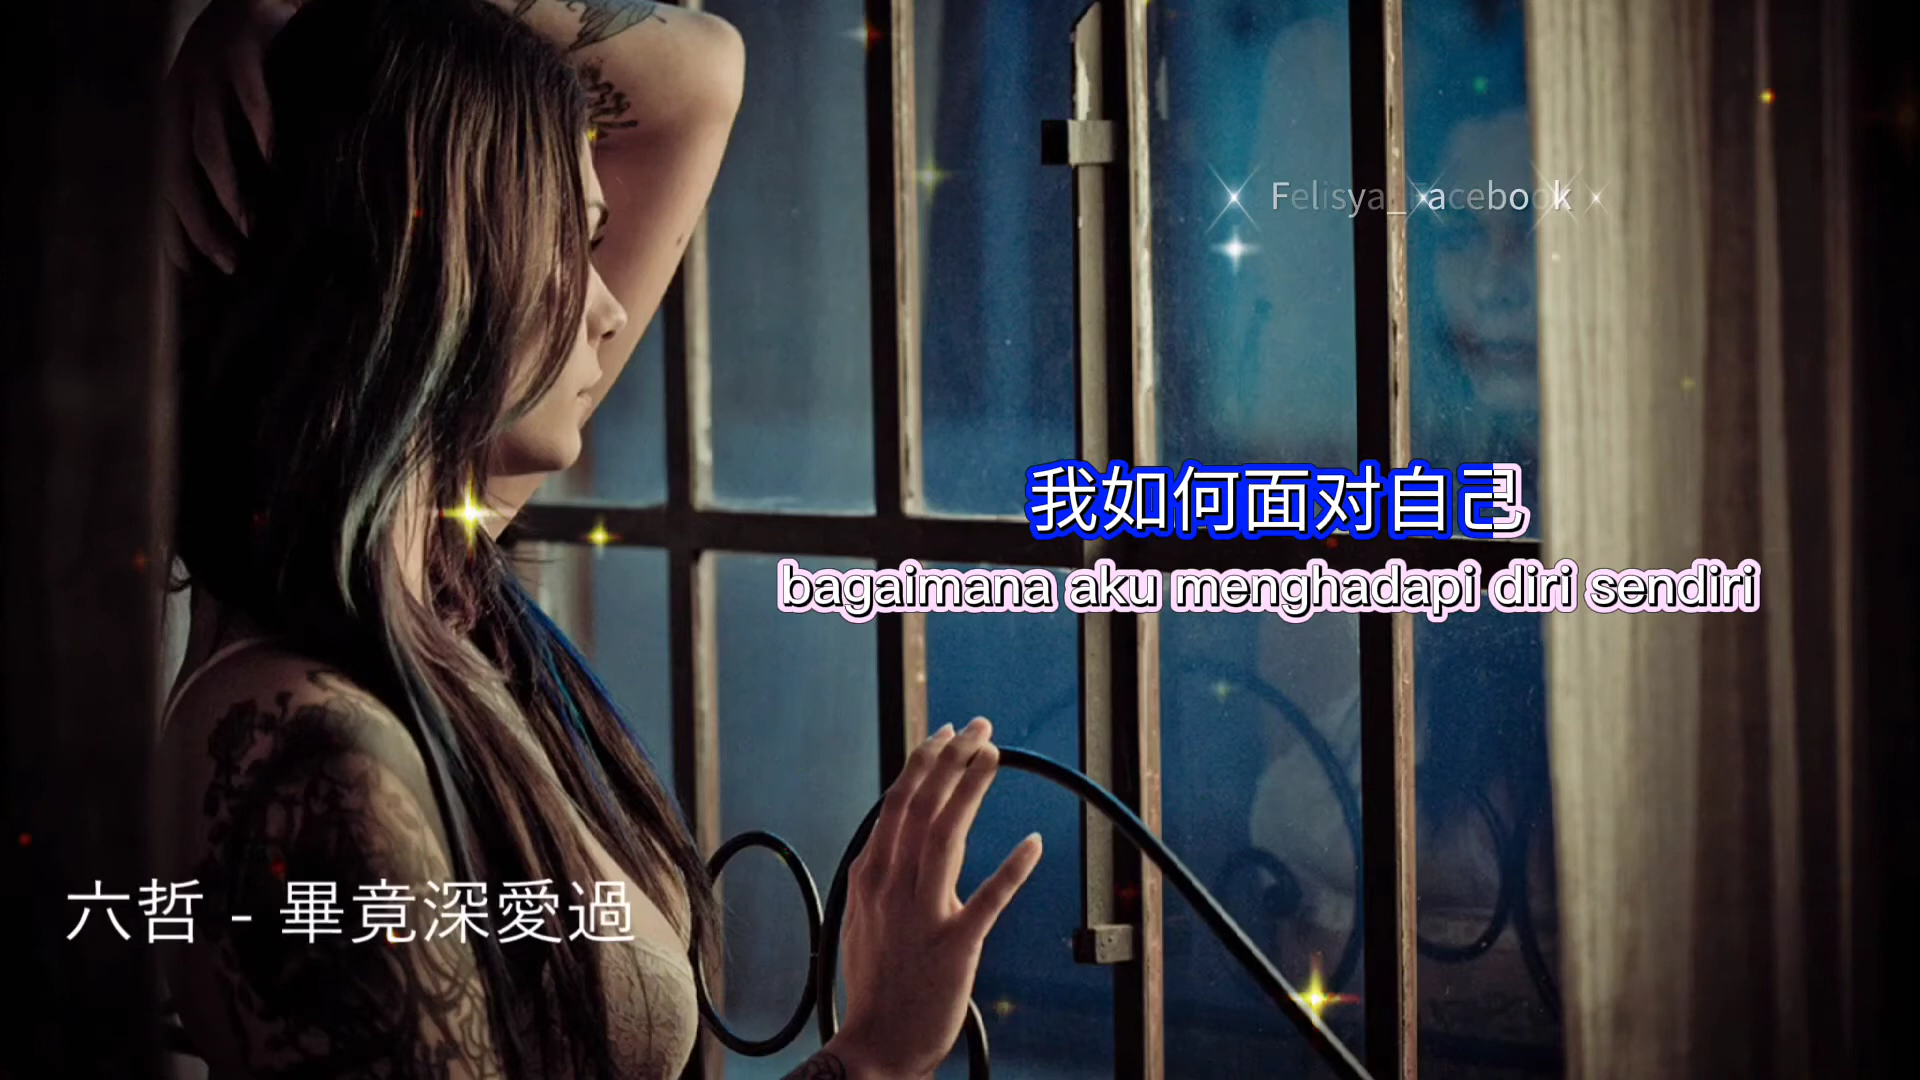 Felisya_Facebook
我如何面对自己
bagaimana aku menghadapi diri sendiri
六哲 - 畢竟深愛過